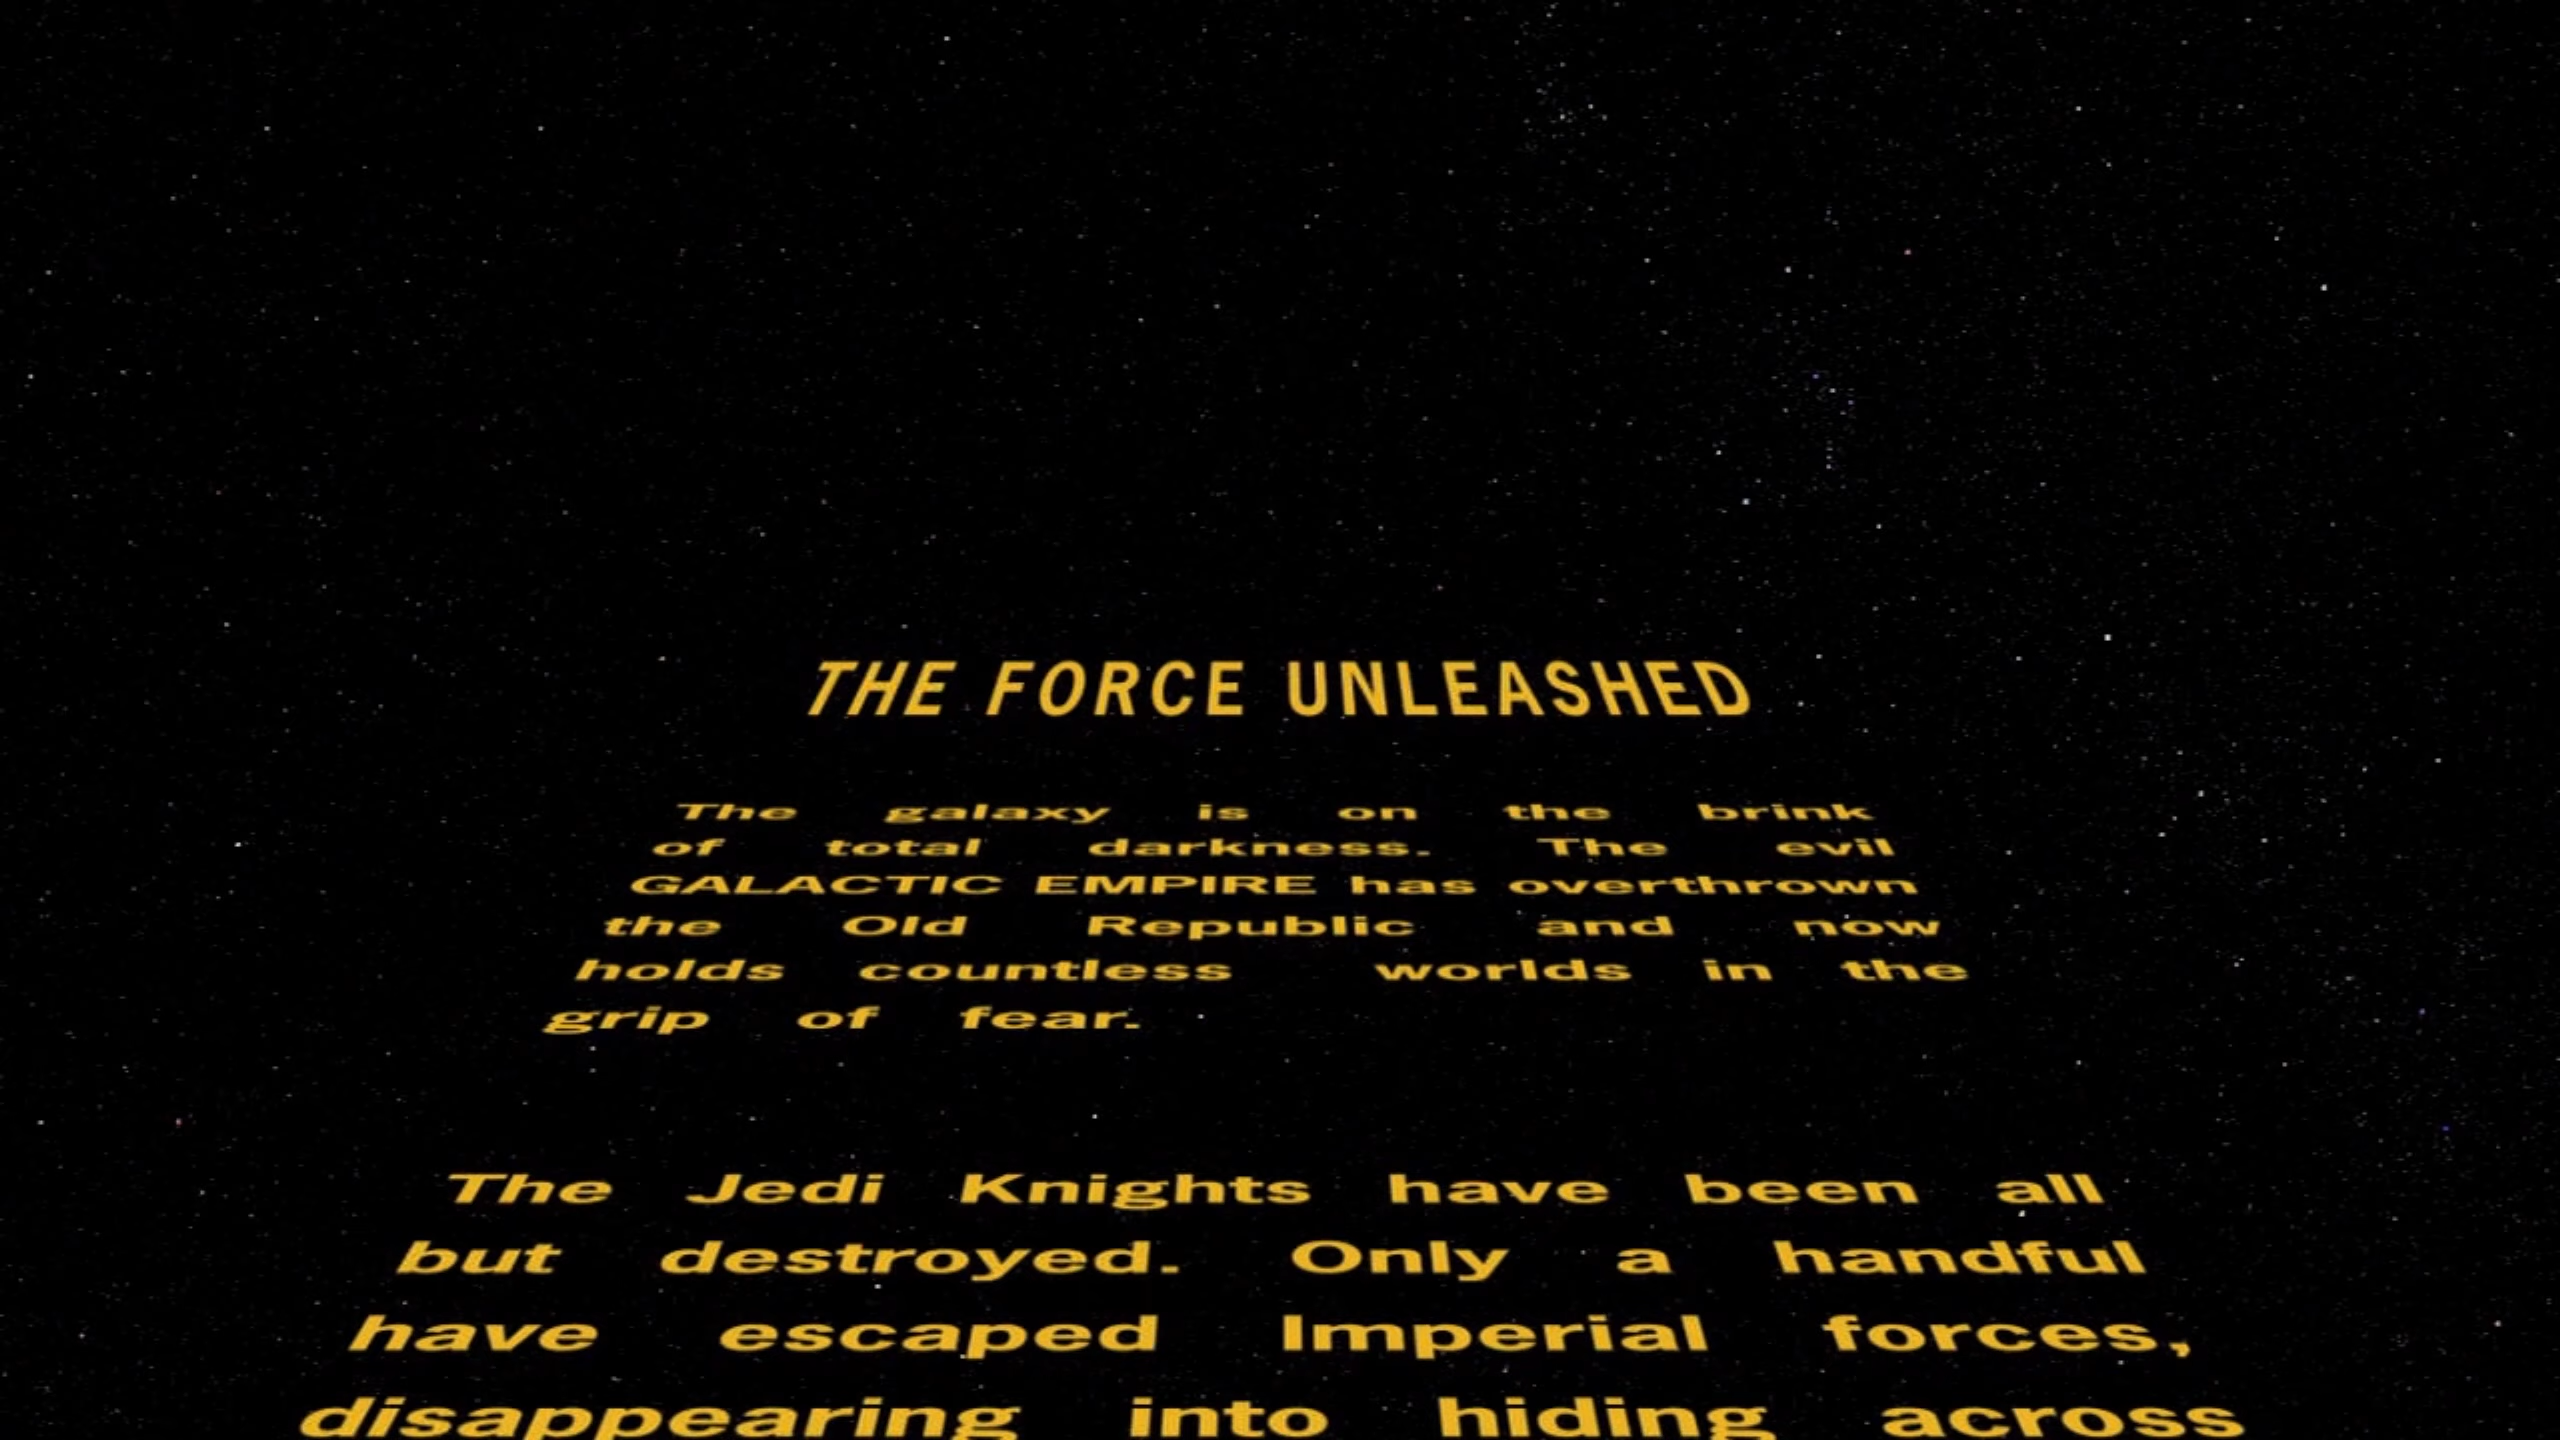 THE FORCE UNLEASHED
The galaxy is on the brink
of total darkness. The evil
GALACTIC EMPIRE has overthrown
the Old Republic and now
holds countless worlds in the
grip of fear.
The Jedi Knights have been all
but destroyed. Only a handful
have escaped Imperial forces,
disappearing into hiding across